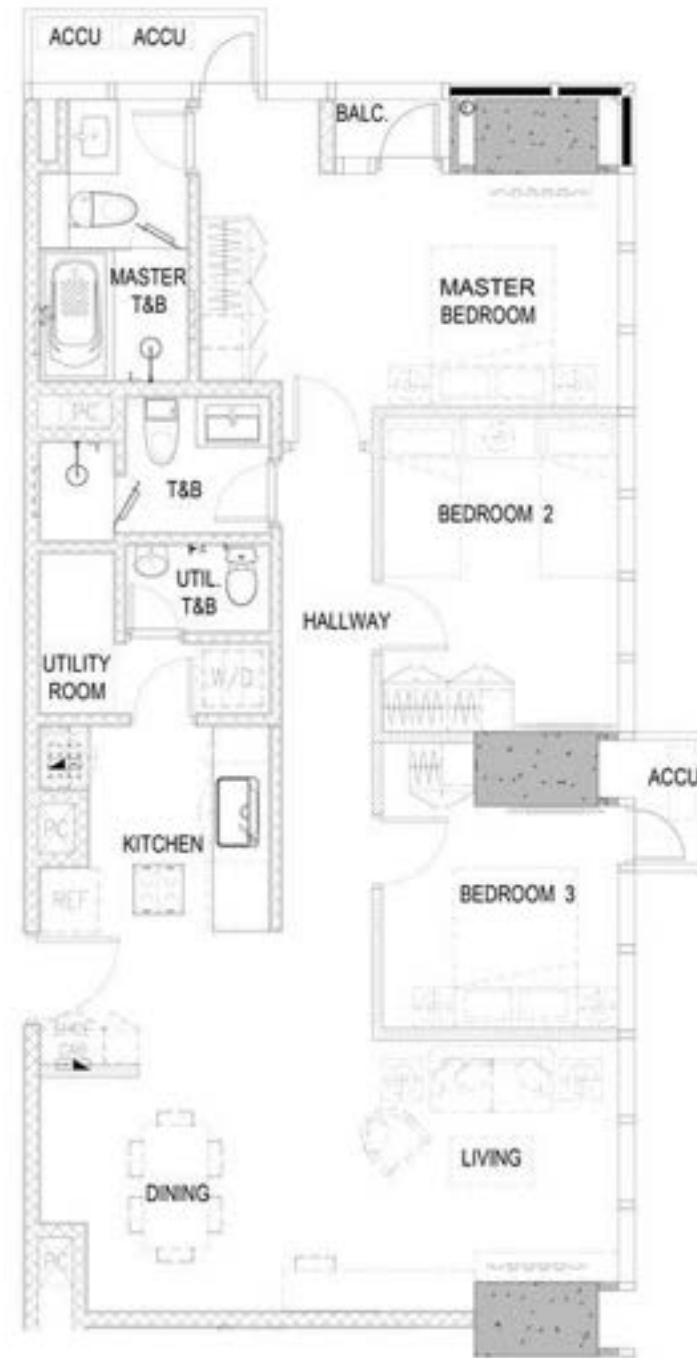 ACCU ACCU
BALC.
MASTER
T&B
MASTER
BEDROOM
PC
T&B
BEDROOM 2
UTIL.
T&B
HALLWAY
UTILITY
ROOM
W/D
ACCU
PC
KITCHEN
REF
BEDROOM 3
SHOE
CAB
LIVING
DINING
PC